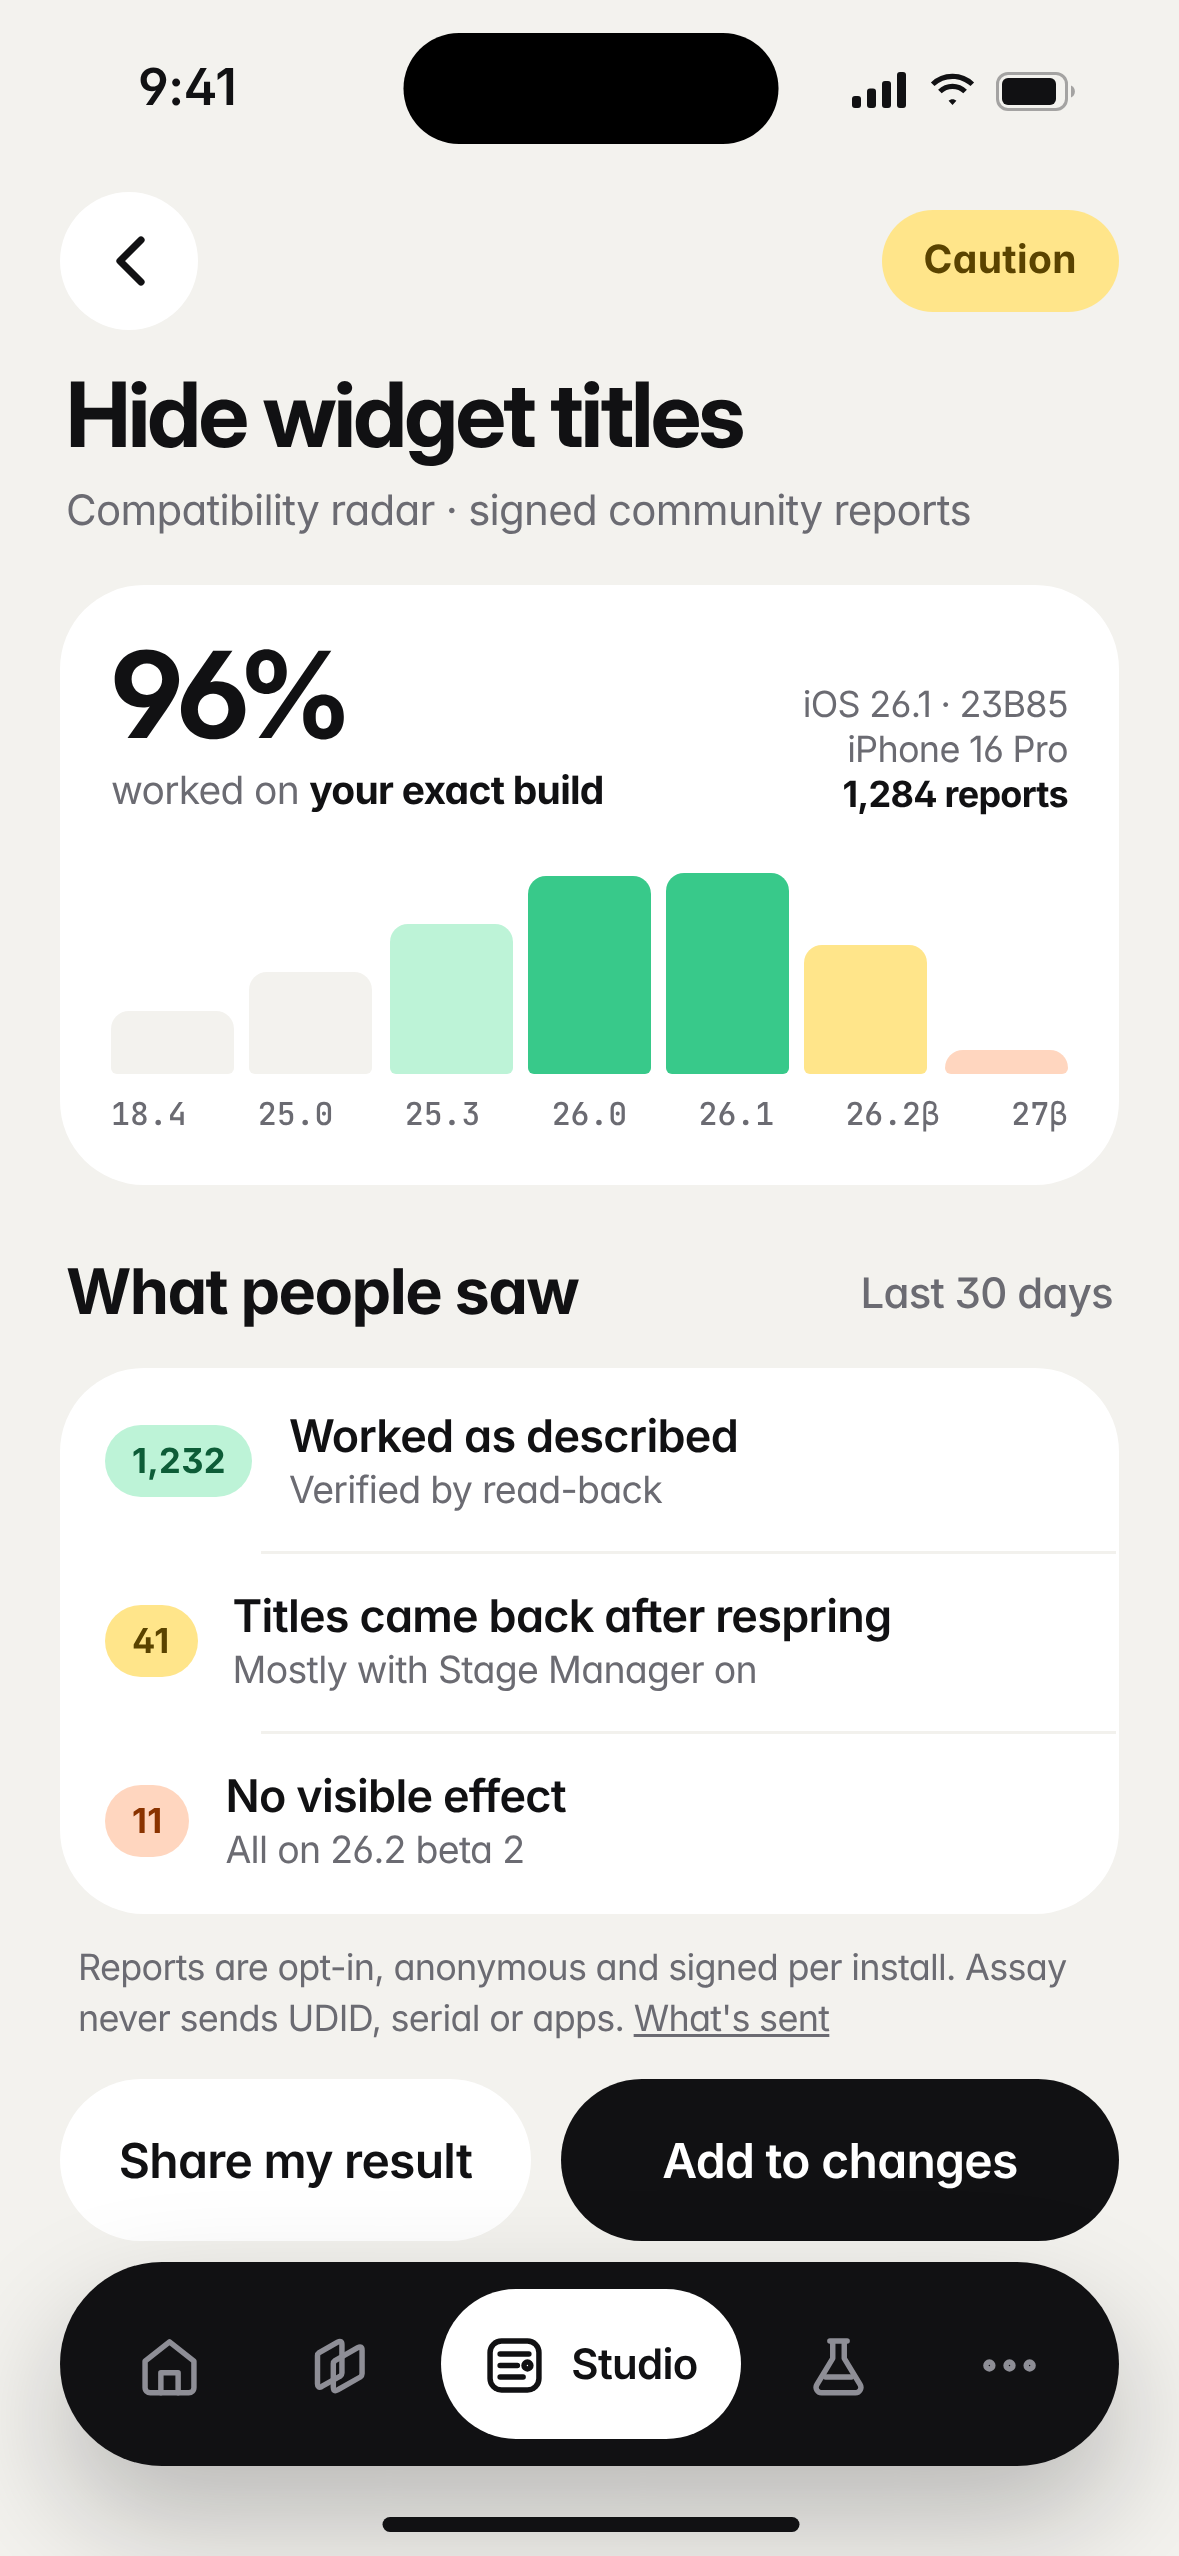 9:41
Caution
Hide widget titles
Compatibility radar · signed community reports
96%
worked on your exact build
iOS 26.1 · 23B85
iPhone 16 Pro
1,284 reports
18.4 25.0 25.3 26.0 26.1 26.2β 27β
What people saw
Last 30 days
1,232
Worked as described
Verified by read-back
41
Titles came back after respring
Mostly with Stage Manager on
11
No visible effect
All on 26.2 beta 2
Reports are opt-in, anonymous and signed per install. Assay
never sends UDID, serial or apps. What's sent
Share my result
Add to changes
Studio